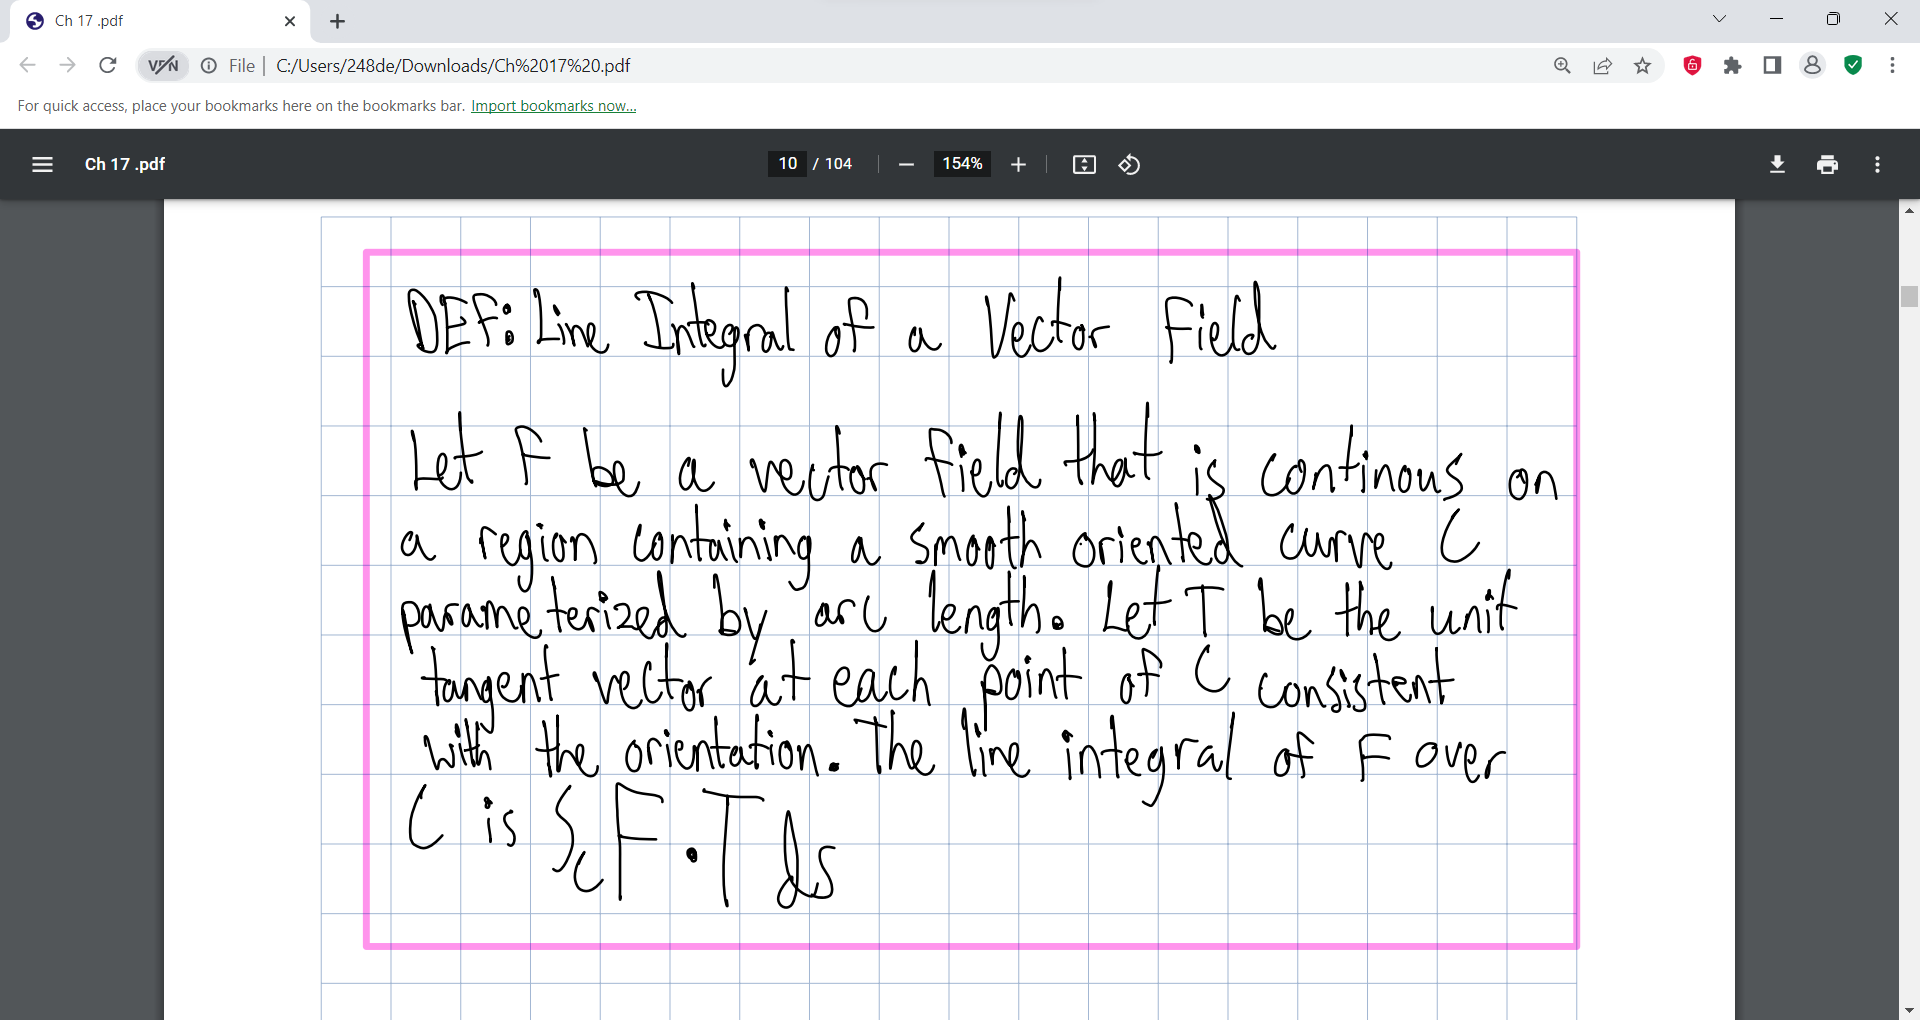 Ch 17 .pdf
VPN File C:/Users/248de/Downloads/Ch%2017%20.pdf
For quick access, place your bookmarks here on the bookmarks bar. Import bookmarks now...
Ch 17 .pdf 10 / 104 154%
DEF: Line Integral of a Vector Field
Let F be a vector field that is continous on
a region containing a smooth oriented curve C
parameterized by arc length. Let T be the unit
tangent vector at each point of C consistent
with the orientation. The line integral of F over
C is ∫_C F · T ds